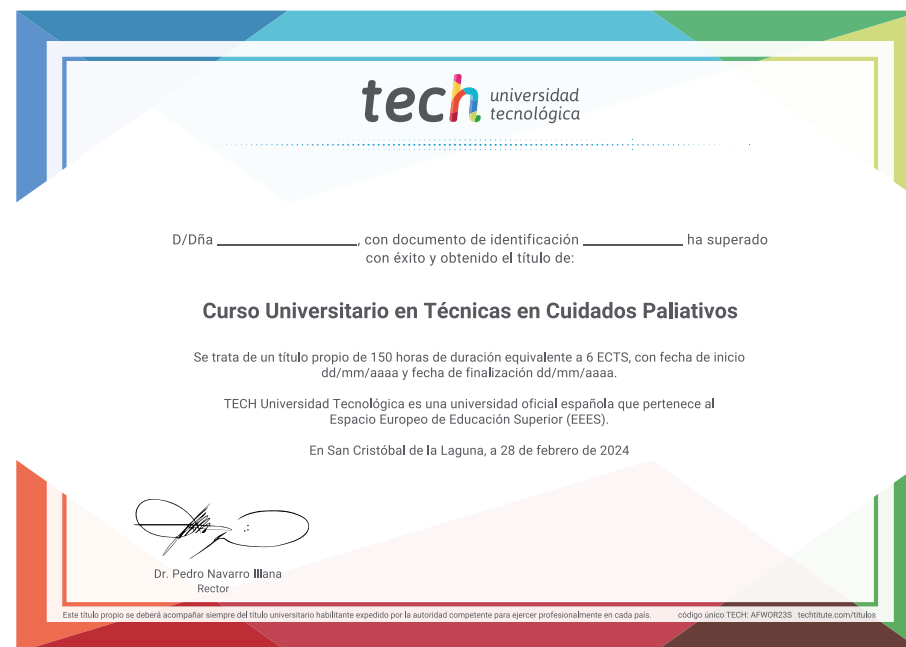 tech universidad
tecnológica
D/Dña ____________________, con documento de identificación ______________ ha superado
con éxito y obtenido el título de:
Curso Universitario en Técnicas en Cuidados Paliativos
Se trata de un título propio de 150 horas de duración equivalente a 6 ECTS, con fecha de inicio
dd/mm/aaaa y fecha de finalización dd/mm/aaaa.
TECH Universidad Tecnológica es una universidad oficial española que pertenece al
Espacio Europeo de Educación Superior (EEES).
En San Cristóbal de la Laguna, a 28 de febrero de 2024
Dr. Pedro Navarro Illana
Rector
Este título propio se deberá acompañar siempre del título universitario habilitante expedido por la autoridad competente para ejercer profesionalmente en cada país. código único TECH: AFWOR23S techtitute.com/titulos